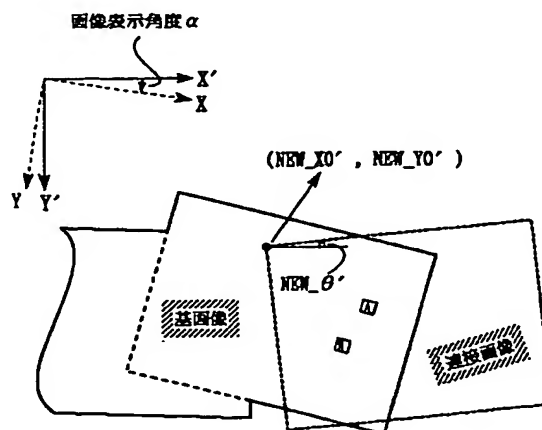 画像表示角度α
X′
X
Y Y′
(NEW_X0′ , NEW_Y0′ )
NEW_θ′
A
基画像
B
連接画像